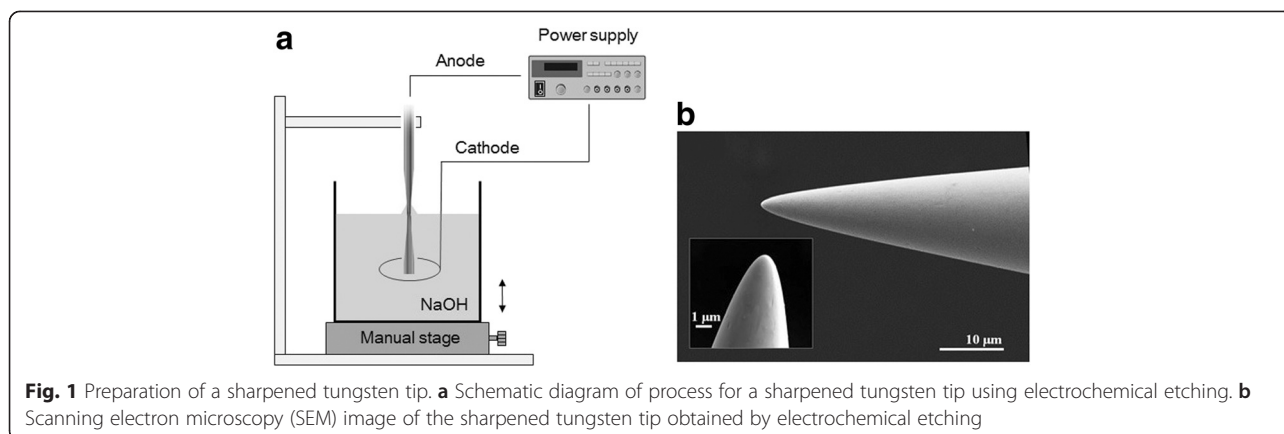 a
Power supply
Anode
Cathode
NaOH
Manual stage
b
1 µm
10 µm
Fig. 1 Preparation of a sharpened tungsten tip. a Schematic diagram of process for a sharpened tungsten tip using electrochemical etching. b
Scanning electron microscopy (SEM) image of the sharpened tungsten tip obtained by electrochemical etching